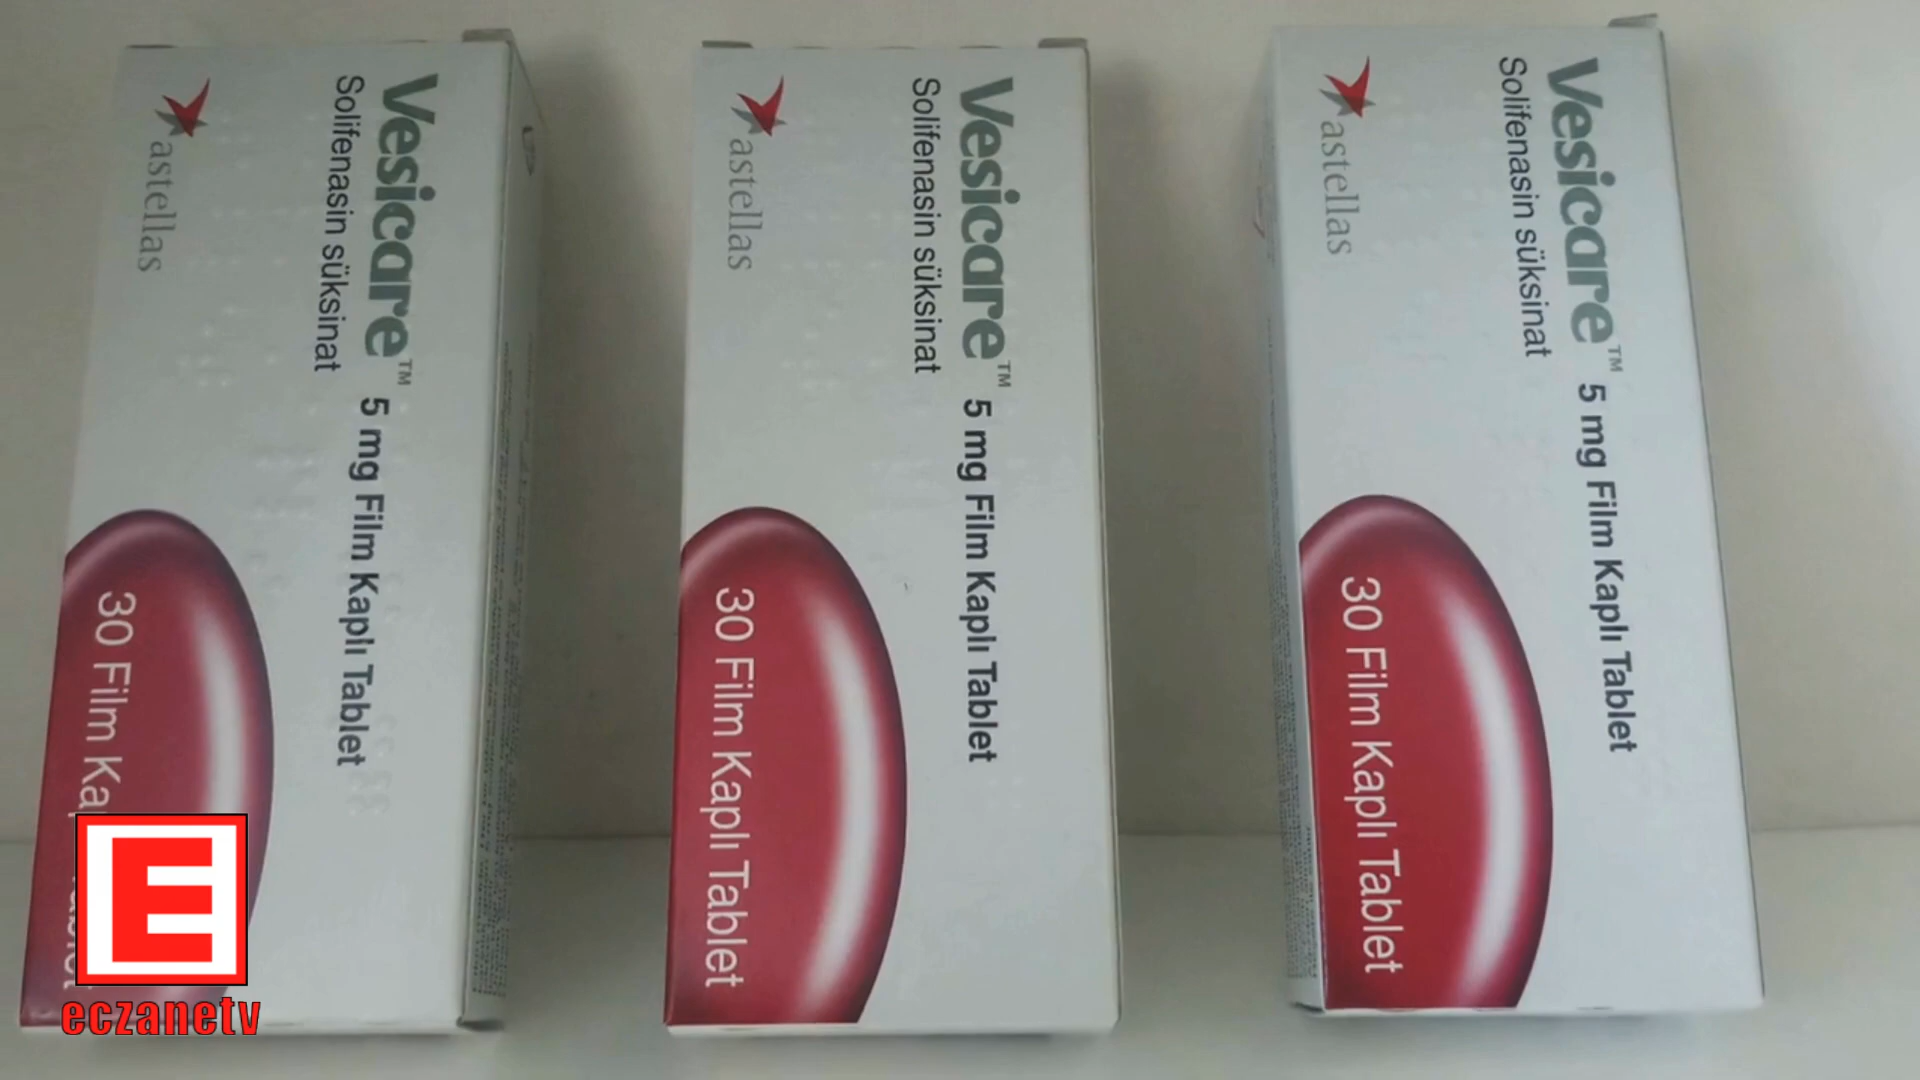 Vesicare™ 5 mg Film Kaplı Tablet
Solifenasin süksinat
astellas
30 Film Kaplı Tablet
Vesicare™ 5 mg Film Kaplı Tablet
Solifenasin süksinat
astellas
30 Film Kaplı Tablet
Vesicare™ 5 mg Film Kaplı Tablet
Solifenasin süksinat
astellas
30 Film Kaplı Tablet
E
eczanetv